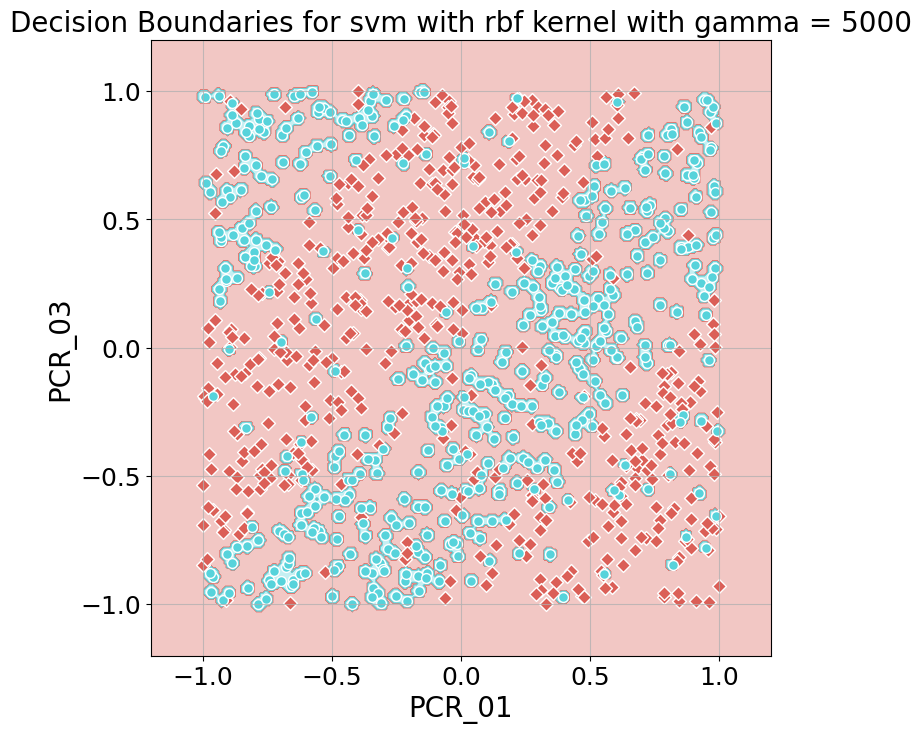 Decision Boundaries for svm with rbf kernel with gamma = 5000
PCR_03
1.0
0.5
0.0
−0.5
−1.0
−1.0 −0.5 0.0 0.5 1.0
PCR_01